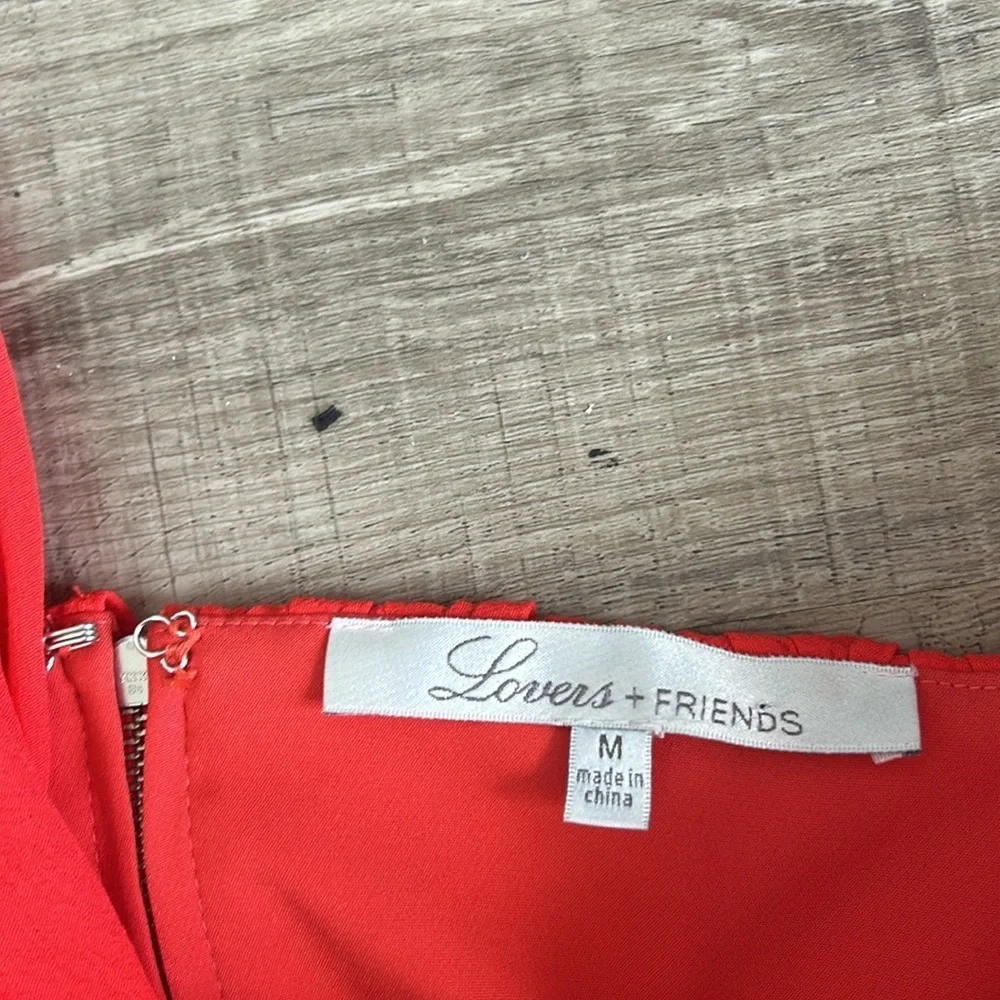 Lovers + FRIENDS
M
made in
china